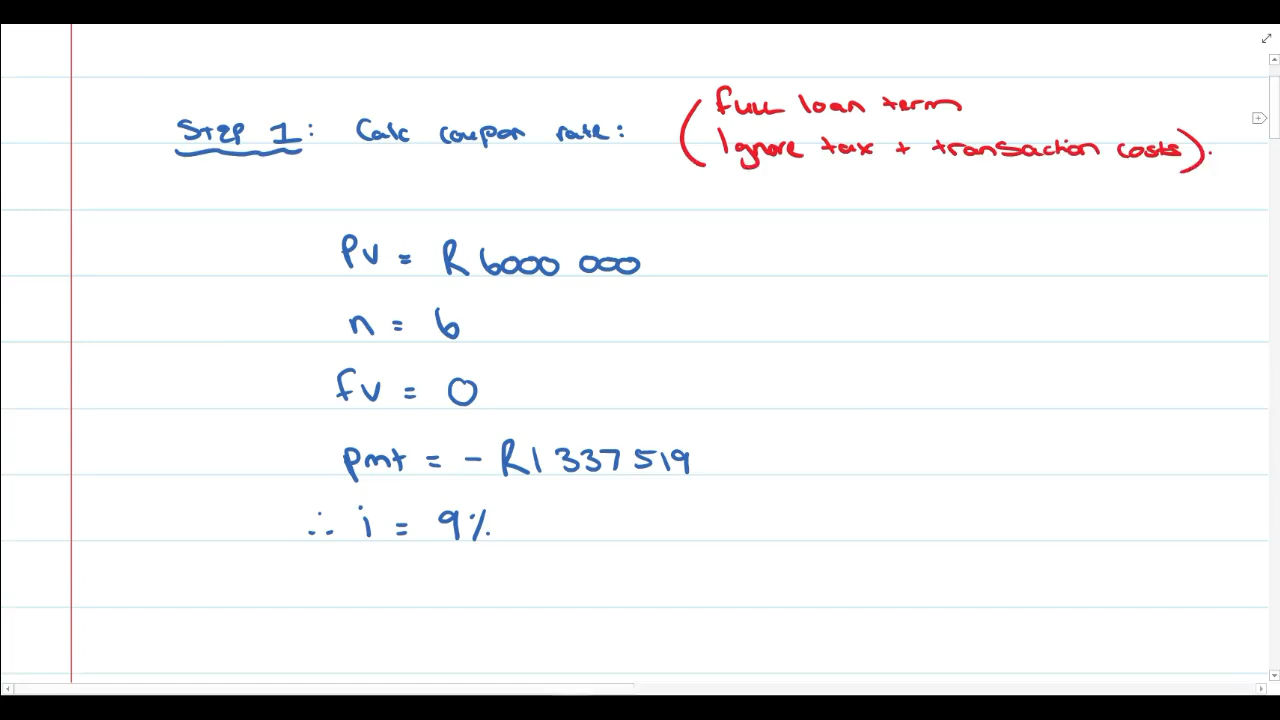 Step 1: Calc coupon rate:
(full loan term
Ignore tax + transaction costs).
PV = R 6000 000
n = 6
fv = 0
pmt = - R1 337 519
∴ i = 9%